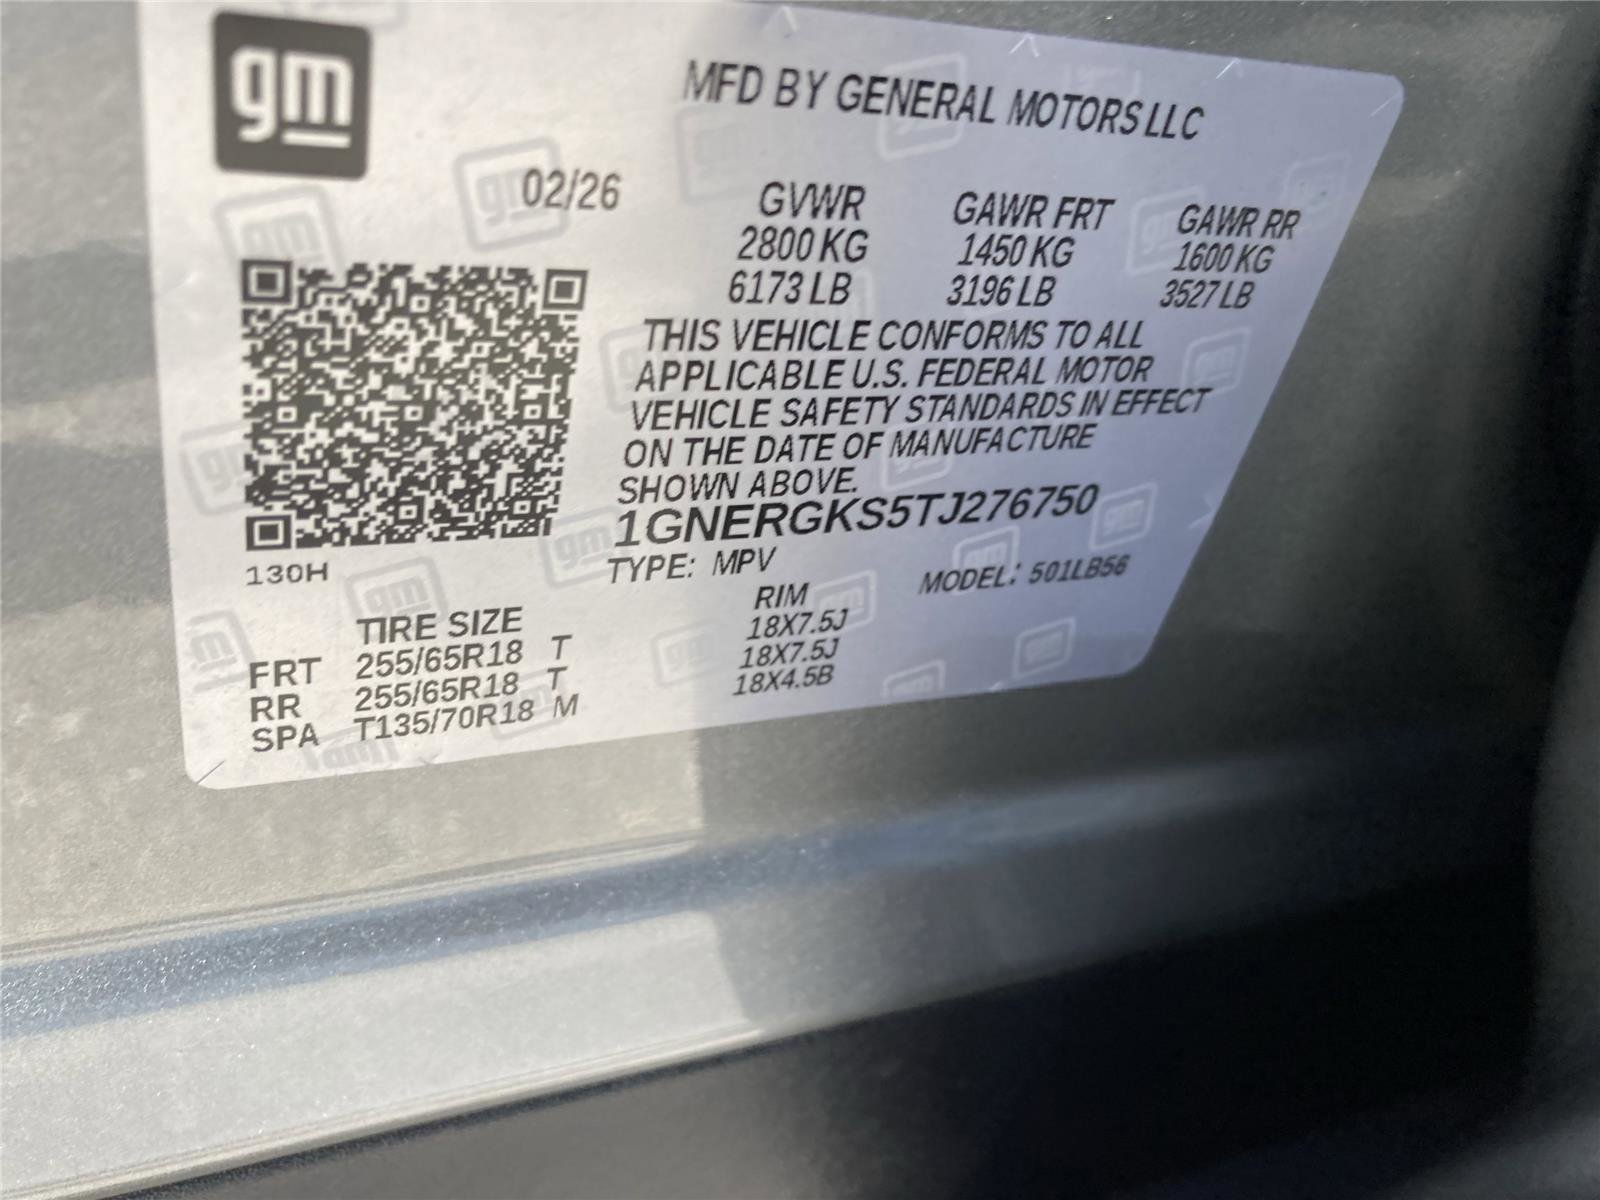 gm
MFD BY GENERAL MOTORS LLC
02/26
GVWR GAWR FRT GAWR RR
2800 KG 1450 KG 1600 KG
6173 LB 3196 LB 3527 LB
THIS VEHICLE CONFORMS TO ALL
APPLICABLE U.S. FEDERAL MOTOR
VEHICLE SAFETY STANDARDS IN EFFECT
ON THE DATE OF MANUFACTURE
SHOWN ABOVE.
1GNERGKS5TJ276750
130H
TYPE: MPV MODEL: 501LB56
TIRE SIZE RIM
FRT 255/65R18 T 18X7.5J
RR 255/65R18 T 18X7.5J
SPA T135/70R18 M 18X4.5B